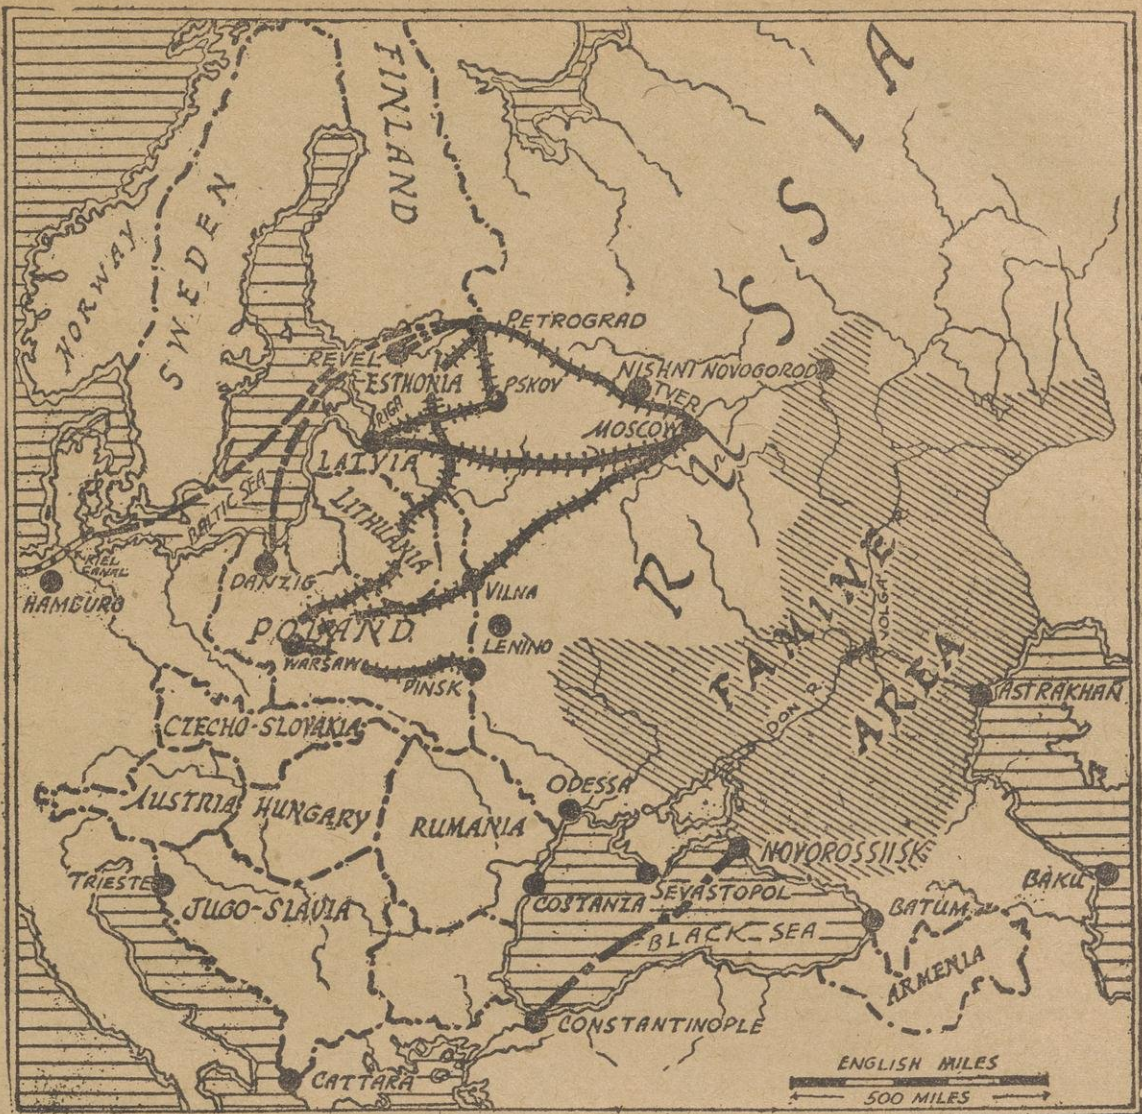 RUSSIA
FINLAND
SWEDEN
NORWAY
PETROGRAD
REVEL
ESTHONIA
PSKOV
NISHNI NOVOGOROD
TVER
RIGA
MOSCOW
LATVIA
BALTIC SEA
LITHUANIA
KIEL
CANAL
HAMBURG
DANZIG
VILNA
POLAND
LENINO
WARSAW
PINSK
FAMINE
AREA
VOLGA
DON R.
ASTRAKHAN
CZECHO-SLOVAKIA
AUSTRIA
HUNGARY
RUMANIA
ODESSA
NOVOROSSIISK
TRIESTE
JUGO-SLAVIA
COSTANZA
SEVASTOPOL
BAKU
BATUM
BLACK SEA
ARMENIA
CONSTANTINOPLE
CATTARA
ENGLISH MILES
500 MILES